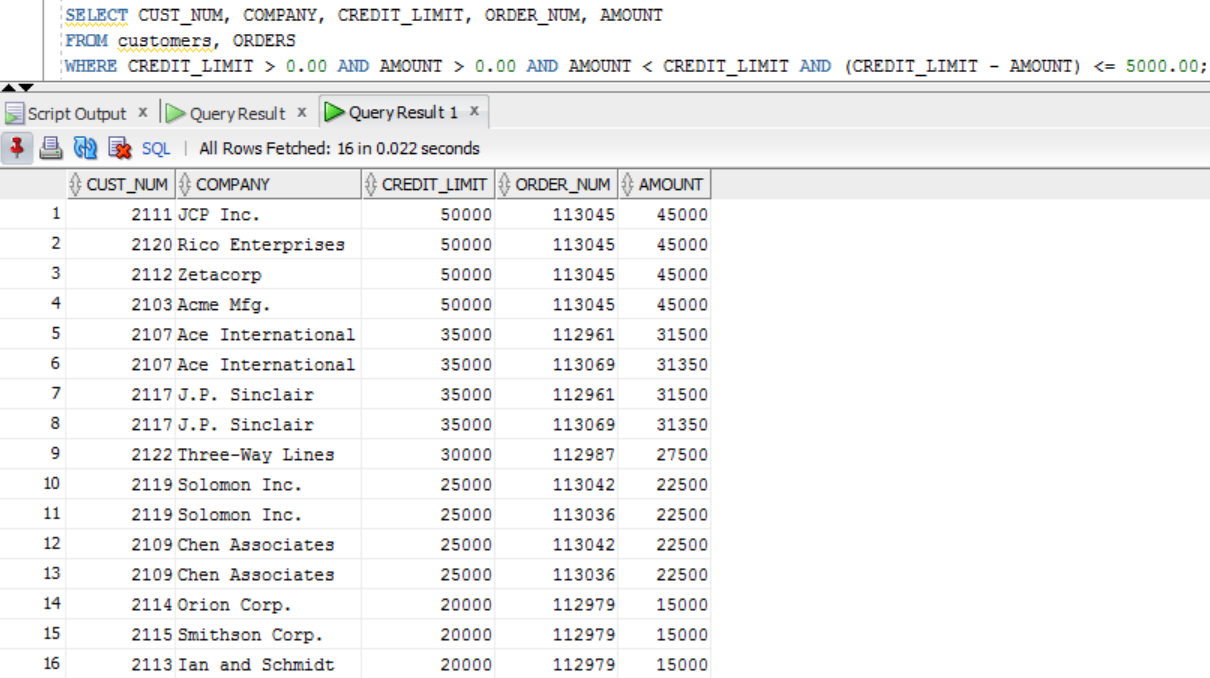 SELECT CUST_NUM, COMPANY, CREDIT_LIMIT, ORDER_NUM, AMOUNT
FROM customers, ORDERS
WHERE CREDIT_LIMIT > 0.00 AND AMOUNT > 0.00 AND AMOUNT < CREDIT_LIMIT AND (CREDIT_LIMIT - AMOUNT) <= 5000.00;
Script Output x Query Result x Query Result 1 x
SQL | All Rows Fetched: 16 in 0.022 seconds
CUST_NUM COMPANY CREDIT_LIMIT ORDER_NUM AMOUNT
1 2111 JCP Inc. 50000 113045 45000
2 2120 Rico Enterprises 50000 113045 45000
3 2112 Zetacorp 50000 113045 45000
4 2103 Acme Mfg. 50000 113045 45000
5 2107 Ace International 35000 112961 31500
6 2107 Ace International 35000 113069 31350
7 2117 J.P. Sinclair 35000 112961 31500
8 2117 J.P. Sinclair 35000 113069 31350
9 2122 Three-Way Lines 30000 112987 27500
10 2119 Solomon Inc. 25000 113042 22500
11 2119 Solomon Inc. 25000 113036 22500
12 2109 Chen Associates 25000 113042 22500
13 2109 Chen Associates 25000 113036 22500
14 2114 Orion Corp. 20000 112979 15000
15 2115 Smithson Corp. 20000 112979 15000
16 2113 Ian and Schmidt 20000 112979 15000